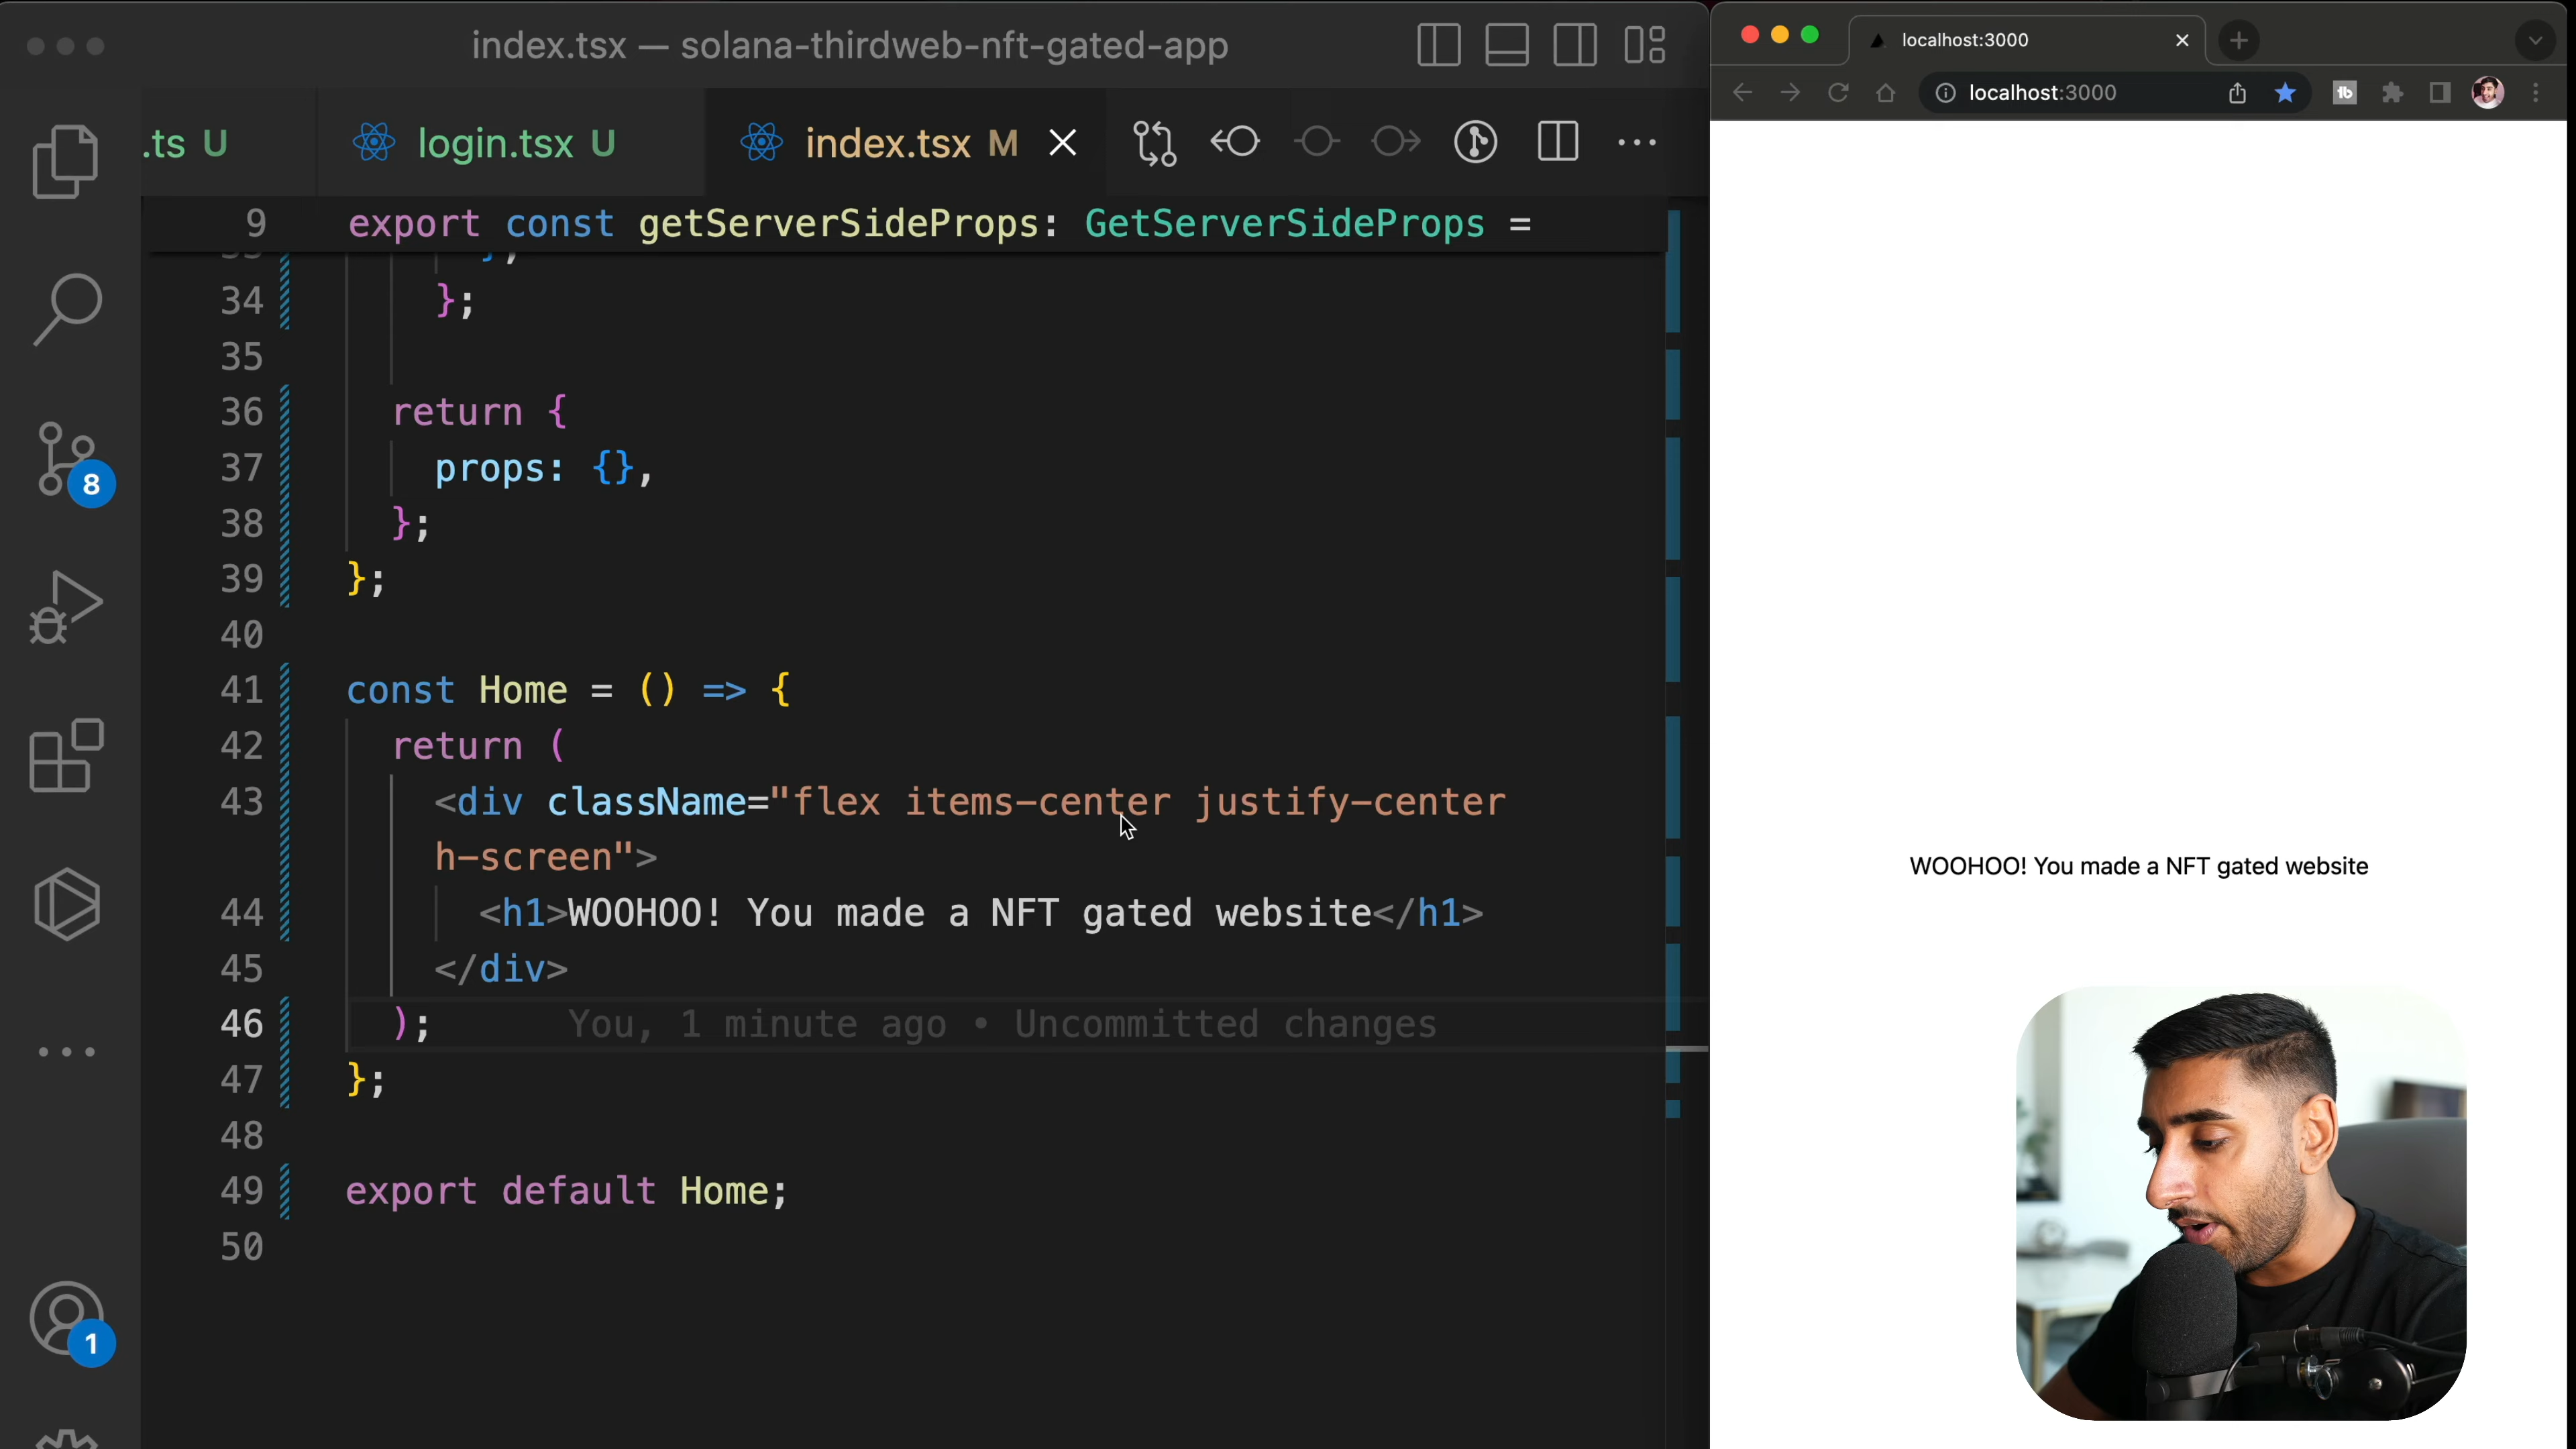 index.tsx — solana-thirdweb-nft-gated-app
.ts U
login.tsx U
index.tsx M
9 export const getServerSideProps: GetServerSideProps =
34 };
35
36 return {
37 props: {},
38 };
39 };
40
41 const Home = () => {
42 return (
43 <div className="flex items-center justify-center
h-screen">
44 <h1>WOOHOO! You made a NFT gated website</h1>
45 </div>
46 ); You, 1 minute ago • Uncommitted changes
47 };
48
49 export default Home;
50
8
1
localhost:3000
localhost:3000
tb
WOOHOO! You made a NFT gated website